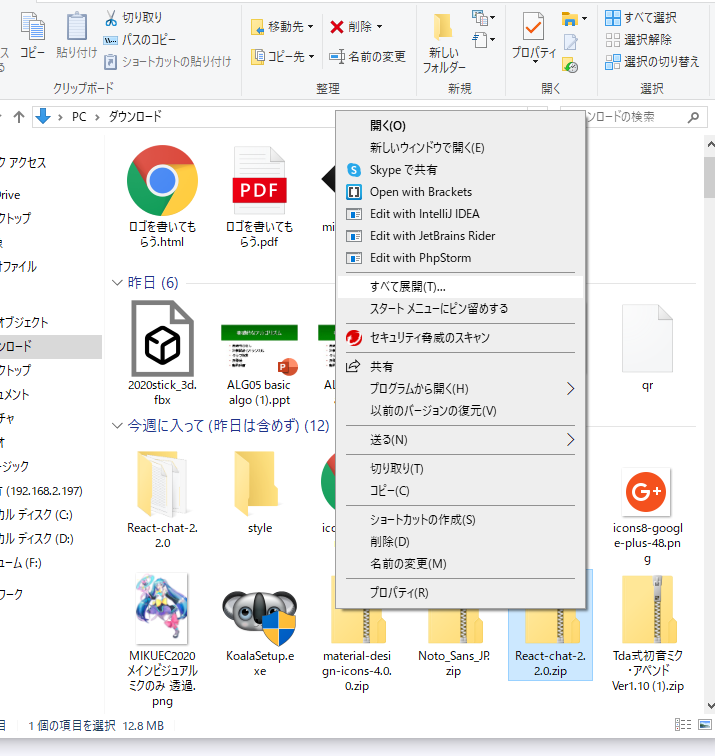 切り取り
コピー
貼り付け
パスのコピー
ショートカットの貼り付け
クリップボード
移動先
削除
コピー先
名前の変更
整理
新しい
フォルダー
新規
プロパティ
開く
すべて選択
選択解除
選択の切り替え
選択
PC
ダウンロード
ンロードの検索
ク アクセス
Drive
クトップ
オファイル
オブジェクト
ンロード
クトップ
ュメント
チャ
オ
ージック
T (192.168.2.197)
カル ディスク (C:)
カル ディスク (D:)
ューム (F:)
ワーク
ロゴを書いても
らう.html
PDF
ロゴを書いても
らう.pdf
mi
昨日 (6)
2020stick_3d.
fbx
ALG05 basic
algo (1).ppt
AL
qr
今週に入って (昨日は含めず) (12)
React-chat-2.
2.0
style
ico
G+
icons8-googl
e-plus-48.pn
g
MIKUEC2020
メインビジュアル
ミクのみ 透過.
png
KoalaSetup.e
xe
material-desi
gn-icons-4.0.
0.zip
Noto_Sans_JP.
zip
React-chat-2.
2.0.zip
Tda式初音ミク
・アペンド
Ver1.10 (1).zip
開く(O)
新しいウィンドウで開く(E)
Skype で共有
Open with Brackets
Edit with IntelliJ IDEA
Edit with JetBrains Rider
Edit with PhpStorm
すべて展開(T)...
スタート メニューにピン留めする
セキュリティ脅威のスキャン
共有
プログラムから開く(H)
以前のバージョンの復元(V)
送る(N)
切り取り(T)
コピー(C)
ショートカットの作成(S)
削除(D)
名前の変更(M)
プロパティ(R)
1 個の項目を選択 12.8 MB